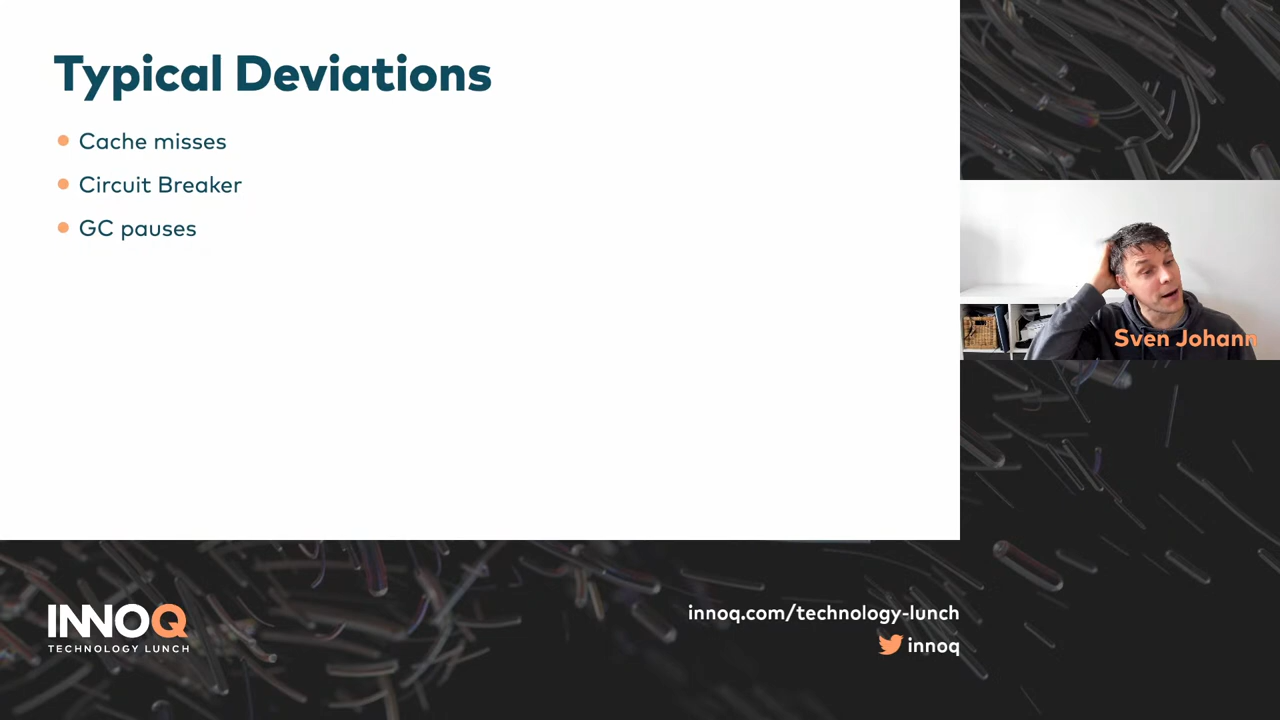 Typical Deviations
Cache misses
Circuit Breaker
GC pauses
Sven Johann
INNOQ
TECHNOLOGY LUNCH
innoq.com/technology-lunch
innoq